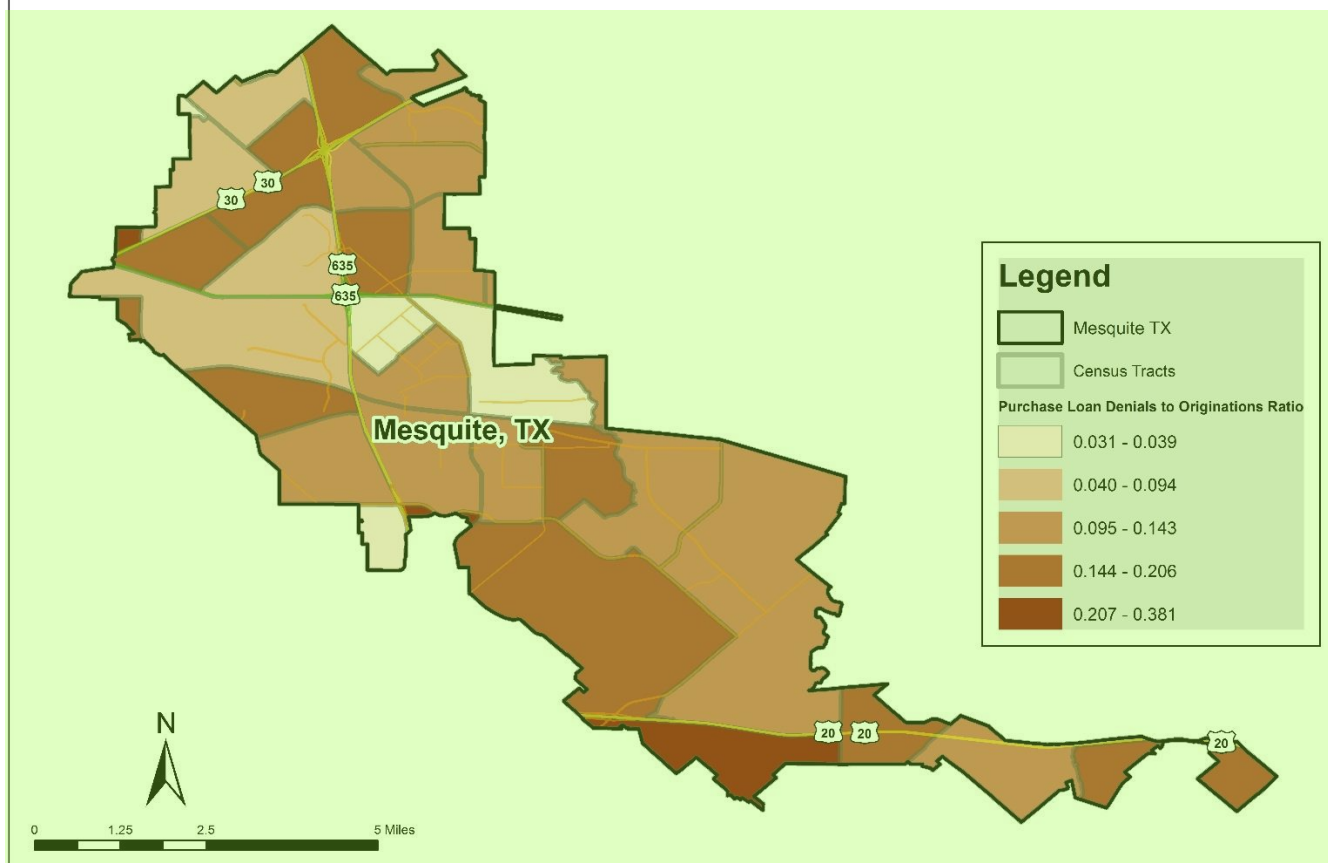 30
30
635
635
Mesquite, TX
Legend
Mesquite TX
Census Tracts
Purchase Loan Denials to Originations Ratio
0.031 - 0.039
0.040 - 0.094
0.095 - 0.143
0.144 - 0.206
0.207 - 0.381
20
20
20
N
0 1.25 2.5 5 Miles